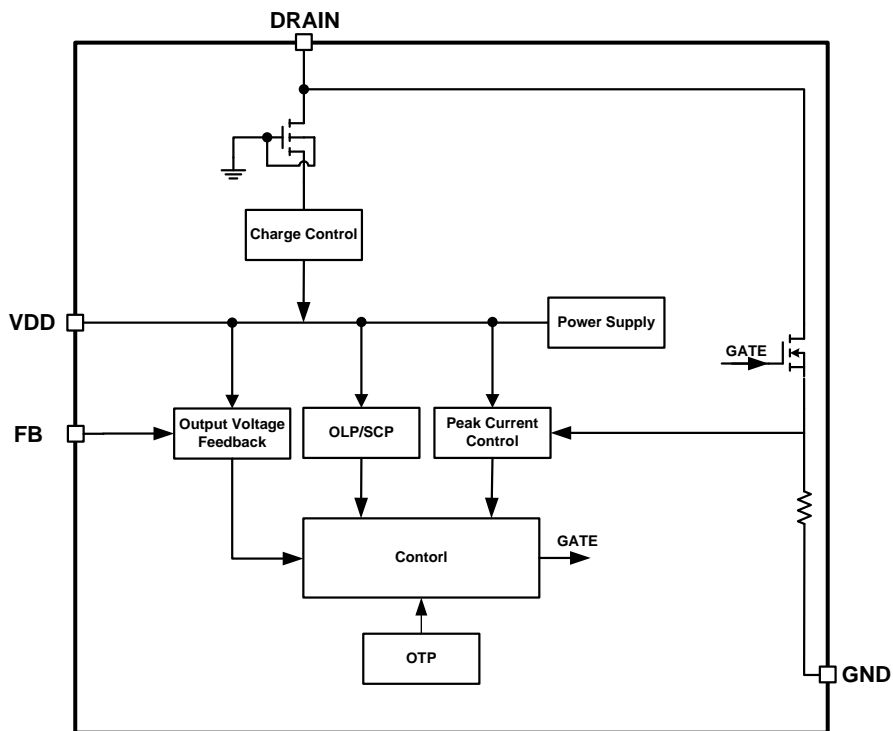 DRAIN
Charge Control
VDD
Power Supply
GATE
FB
Output Voltage
Feedback
OLP/SCP
Peak Current
Control
Contorl
GATE
OTP
GND